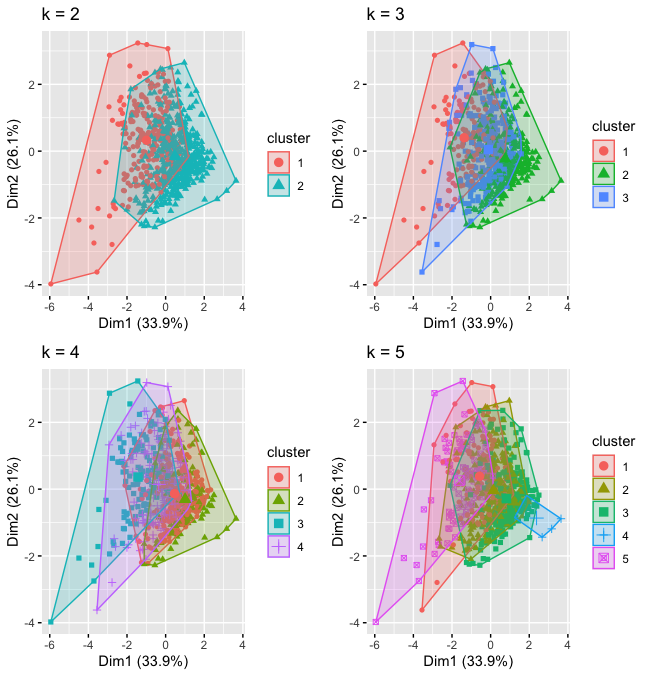 k = 2
2
0
-2
-4
-6 -4 -2 0 2 4
Dim1 (33.9%)
Dim2 (26.1%)
cluster
1
2
k = 3
2
0
-2
-4
-6 -4 -2 0 2 4
Dim1 (33.9%)
Dim2 (26.1%)
cluster
1
2
3
k = 4
2
0
-2
-4
-6 -4 -2 0 2 4
Dim1 (33.9%)
Dim2 (26.1%)
cluster
1
2
3
4
k = 5
2
0
-2
-4
-6 -4 -2 0 2 4
Dim1 (33.9%)
Dim2 (26.1%)
cluster
1
2
3
4
5